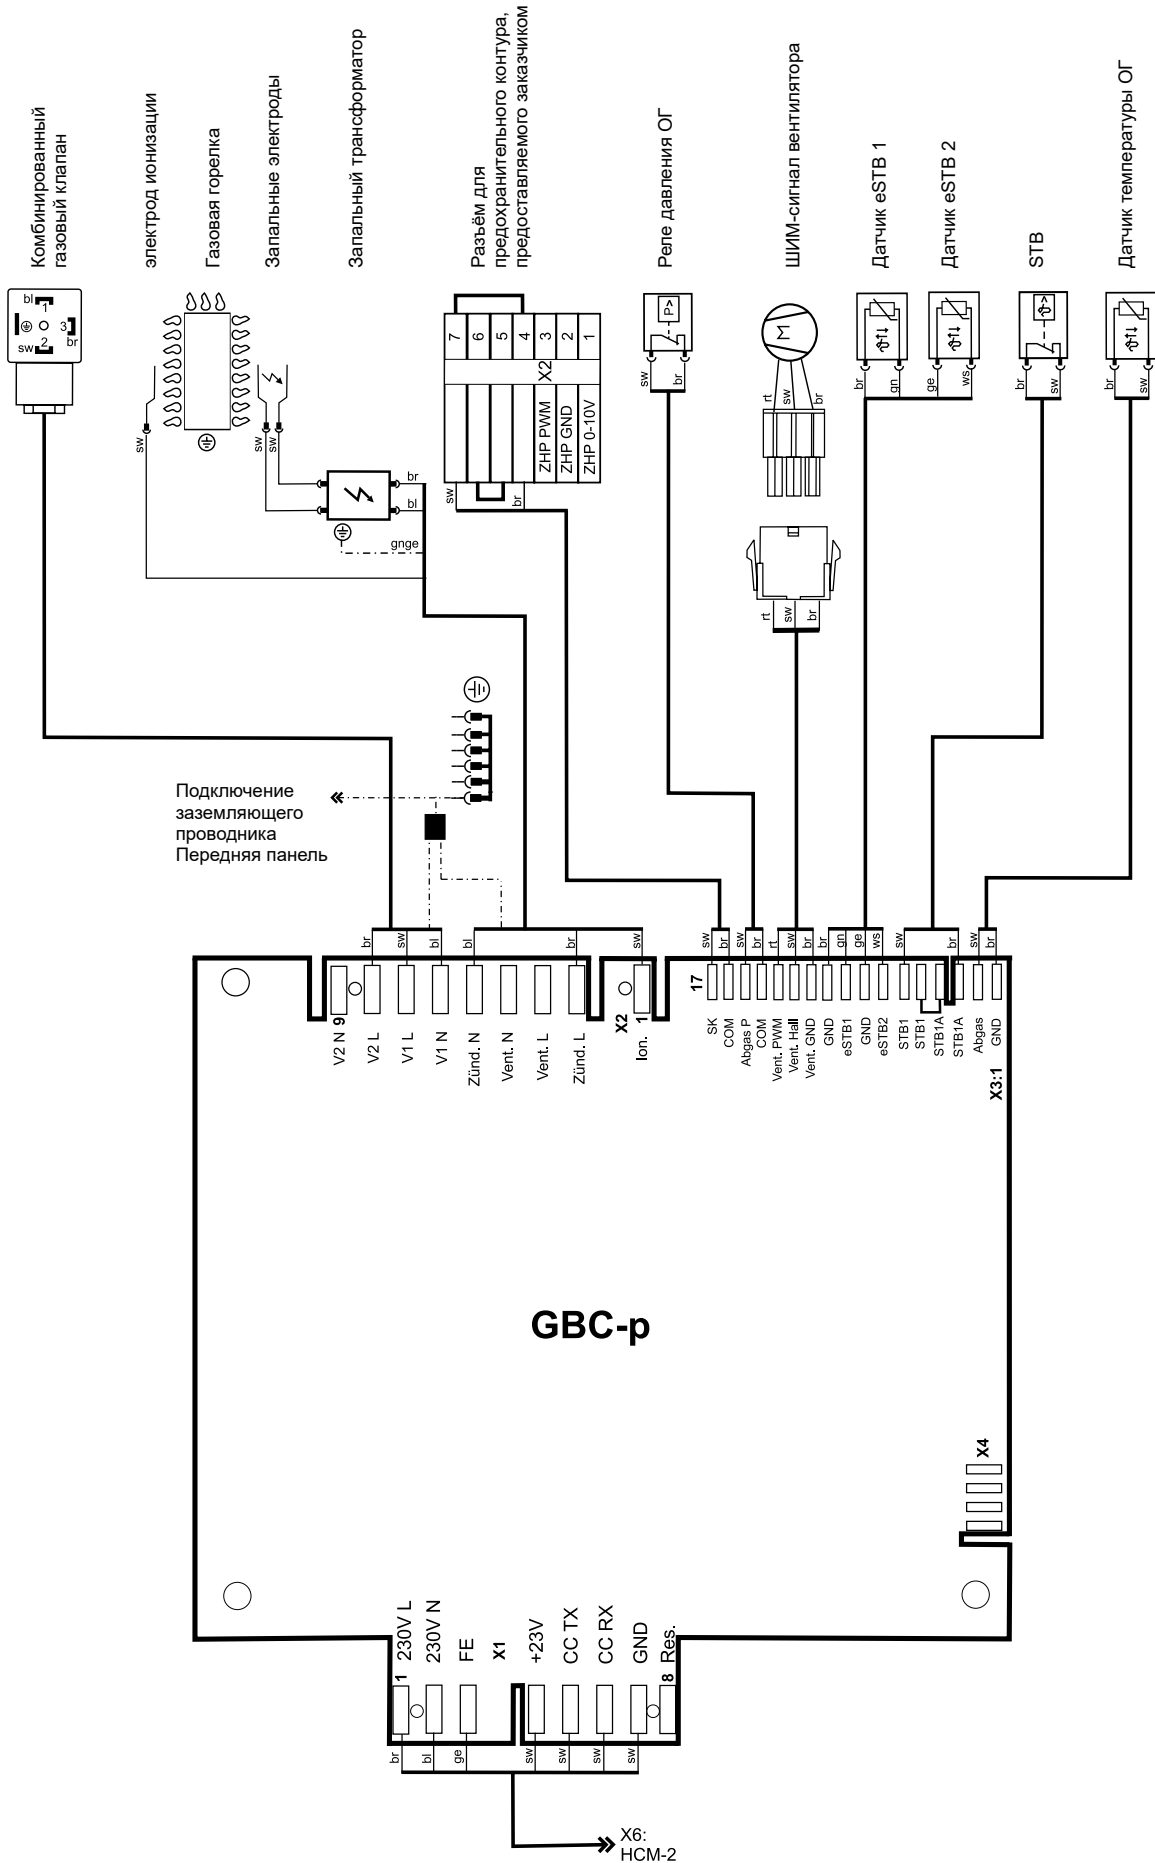 Комбинированный
газовый клапан
электрод ионизации
Газовая горелка
Запальные электроды
Запальный трансформатор
Разъём для
предохранительного контура,
предоставляемого заказчиком
Реле давления ОГ
ШИМ-сигнал вентилятора
Датчик eSTB 1
Датчик eSTB 2
STB
Датчик температуры ОГ
bl
1
3
br
sw
2
sw
sw
sw
br
bl
gnge
7
6
5
4
3
2
1
X2
ZHP PWM
ZHP GND
ZHP 0-10V
sw
br
P>
sw
br
M
rt
sw
br
rt
sw
br
br
gn
ge
ws
br
sw
br
sw
Подключение
заземляющего
проводника
Передняя панель
br
sw
bl
bl
br
sw
sw
br
sw
br
rt
sw
br
br
gn
ge
ws
sw
br
sw
br
V2 N 9
V2 L
V1 L
V1 N
Zünd. N
Vent. N
Vent. L
Zünd. L
X2
Ion. 1
17
SK
COM
Abgas P
COM
Vent. PWM
Vent. Hall
Vent. GND
GND
eSTB1
GND
eSTB2
STB1
STB1
STB1A
STB1A
Abgas
GND
X3:1
GBC-p
X4
1 230V L
230V N
FE
X1
+23V
CC TX
CC RX
GND
8 Res.
br
bl
ge
sw
sw
sw
sw
X6:
HCM-2